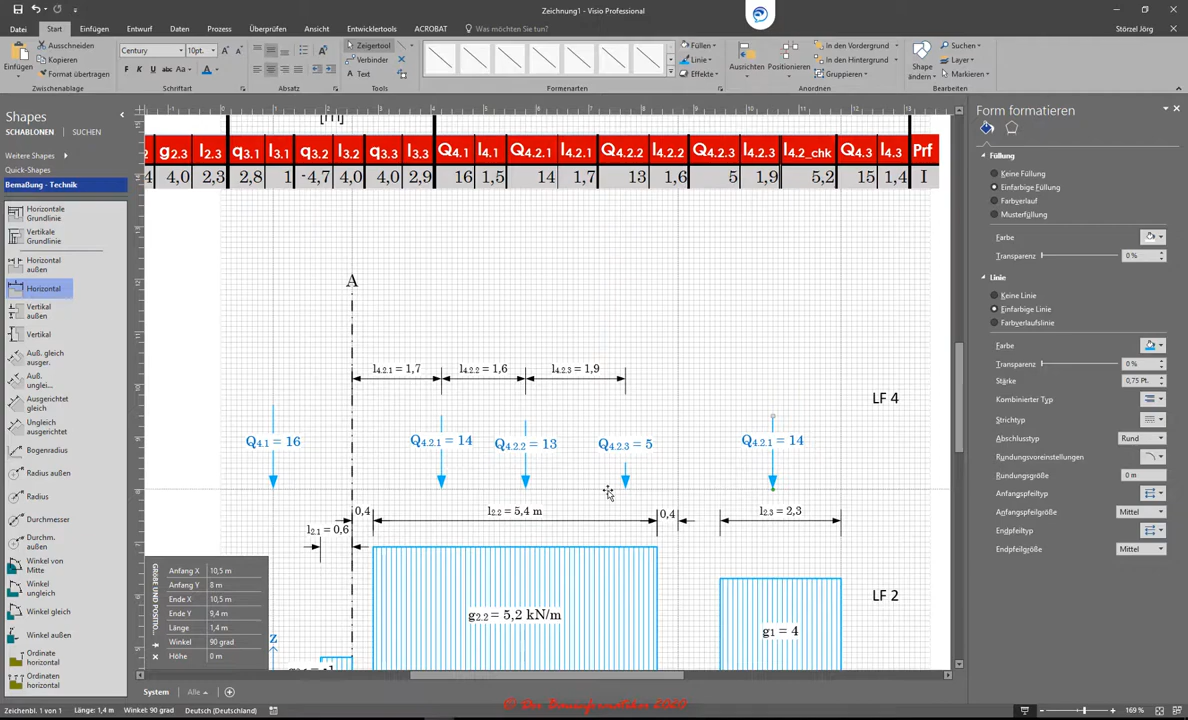 Zeichnung1 - Visio Professional
Datei Start Einfügen Entwurf Daten Prozess Überprüfen Ansicht Entwicklertools ACROBAT Was möchten Sie tun? Störzel Jörg
Einfügen
Ausschneiden
Kopieren
Format übertragen
Zwischenablage
Century 10pt.
F K U abc Aa A
Schriftart
Absatz
Zeigertool
Verbinder
A Text
Tools
Formenarten
Füllen
Linie
Effekte
Ausrichten Positionieren
In den Vordergrund
In den Hintergrund
Gruppieren
Anordnen
Shape ändern
Suchen
Layer
Markieren
Bearbeiten
Shapes
SCHABLONEN SUCHEN
Weitere Shapes
Quick-Shapes
Bemaßung - Technik
Horizontale Grundlinie
Vertikale Grundlinie
Horizontal außen
Horizontal
Vertikal außen
Vertikal
Auß. gleich ausger.
Auß. unglei...
Ausgerichtet gleich
Ungleich ausgerichtet
Bogenradius
Radius außen
Radius
Durchmesser
Durchm. außen
Winkel von Mitte
Winkel ungleich
Winkel gleich
Winkel außen
Ordinate horizontal
Ordinaten horizontal
[m]
2 g2.3 l2.3 q3.1 l3.1 q3.2 l3.2 q3.3 l3.3 Q4.1 l4.1 Q4.2.1 l4.2.1 Q4.2.2 l4.2.2 Q4.2.3 l4.2.3 l4.2_chk Q4.3 l4.3 Prf
4 4,0 2,3 2,8 1 -4,7 4,0 4,0 2,9 16 1,5 14 1,7 13 1,6 5 1,9 5,2 15 1,4 I
A
l4.2.1 = 1,7 l4.2.2 = 1,6 l4.2.3 = 1,9
LF 4
Q4.1 = 16 Q4.2.1 = 14 Q4.2.2 = 13 Q4.2.3 = 5 Q4.2.1 = 14
0,4 l2.2 = 5,4 m 0,4 l2.3 = 2,3
l2.1 = 0,6
g2.2 = 5,2 kN/m
LF 2
g1 = 4
z
GRÖßE UND POSITIO...
Anfang X 10,5 m
Anfang Y 8 m
Ende X 10,5 m
Ende Y 9,4 m
Länge 1,4 m
Winkel 90 grad
Höhe 0 m
System Alle
Form formatieren
Füllung
Keine Füllung
Einfarbige Füllung
Farbverlauf
Musterfüllung
Farbe
Transparenz 0 %
Linie
Keine Linie
Einfarbige Linie
Farbverlaufslinie
Farbe
Transparenz 0 %
Stärke 0,75 Pt.
Kombinierter Typ
Strichtyp
Abschlusstyp Rund
Rundungsvoreinstellungen
Rundungsgröße 0 m
Anfangspfeiltyp
Anfangspfeilgröße Mittel
Endpfeiltyp
Endpfeilgröße Mittel
Zeichenbl. 1 von 1 Länge: 1,4 m Winkel: 90 grad Deutsch (Deutschland)
© Der Bauinformatiker 2020
169 %